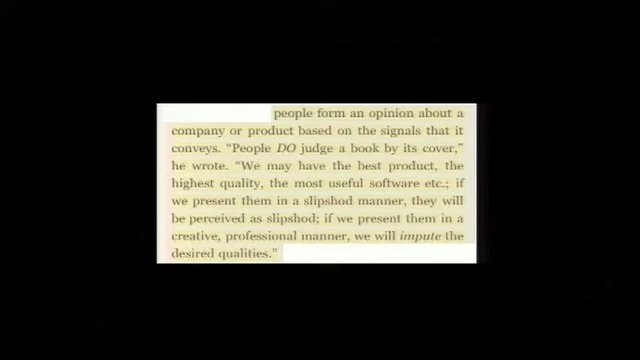 people form an opinion about a
company or product based on the signals that it
conveys. “People DO judge a book by its cover,”
he wrote. “We may have the best product, the
highest quality, the most useful software etc.; if
we present them in a slipshod manner, they will
be perceived as slipshod; if we present them in a
creative, professional manner, we will impute the
desired qualities.”